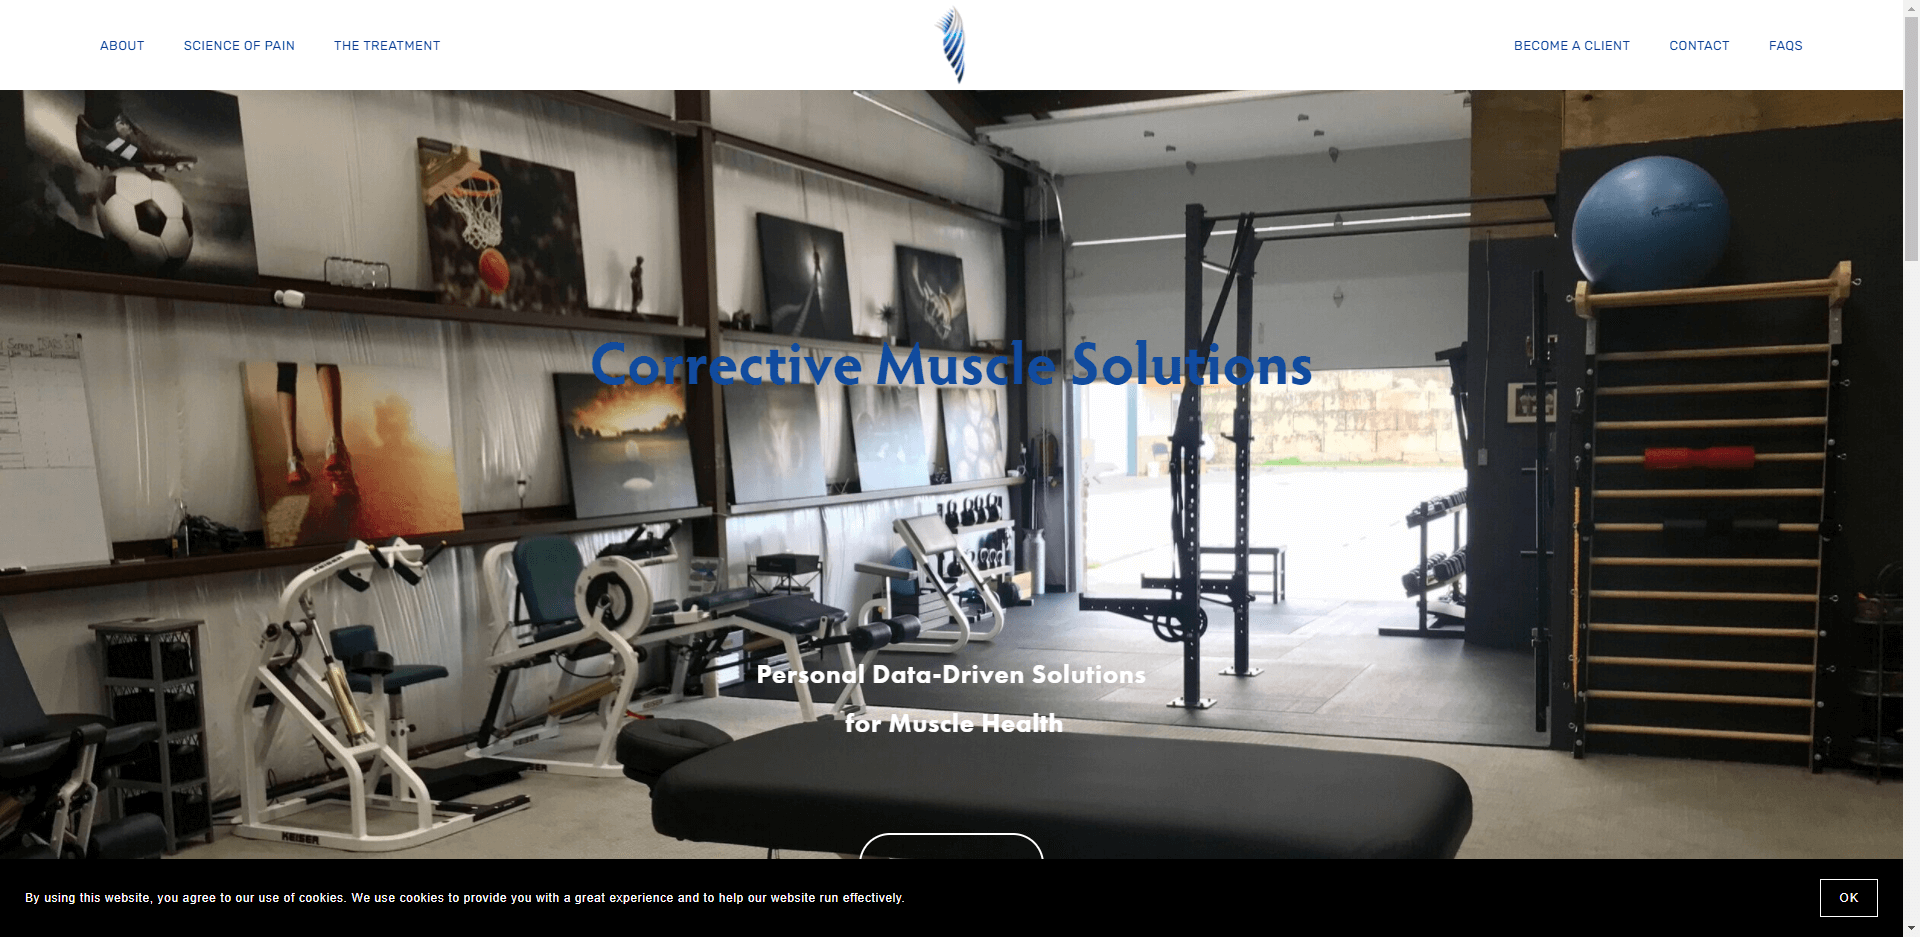 ABOUT
SCIENCE OF PAIN
THE TREATMENT
BECOME A CLIENT
CONTACT
FAQS
Corrective Muscle Solutions
Personal Data-Driven Solutions
for Muscle Health
KEISER
KEISER
By using this website, you agree to our use of cookies. We use cookies to provide you with a great experience and to help our website run effectively.
OK